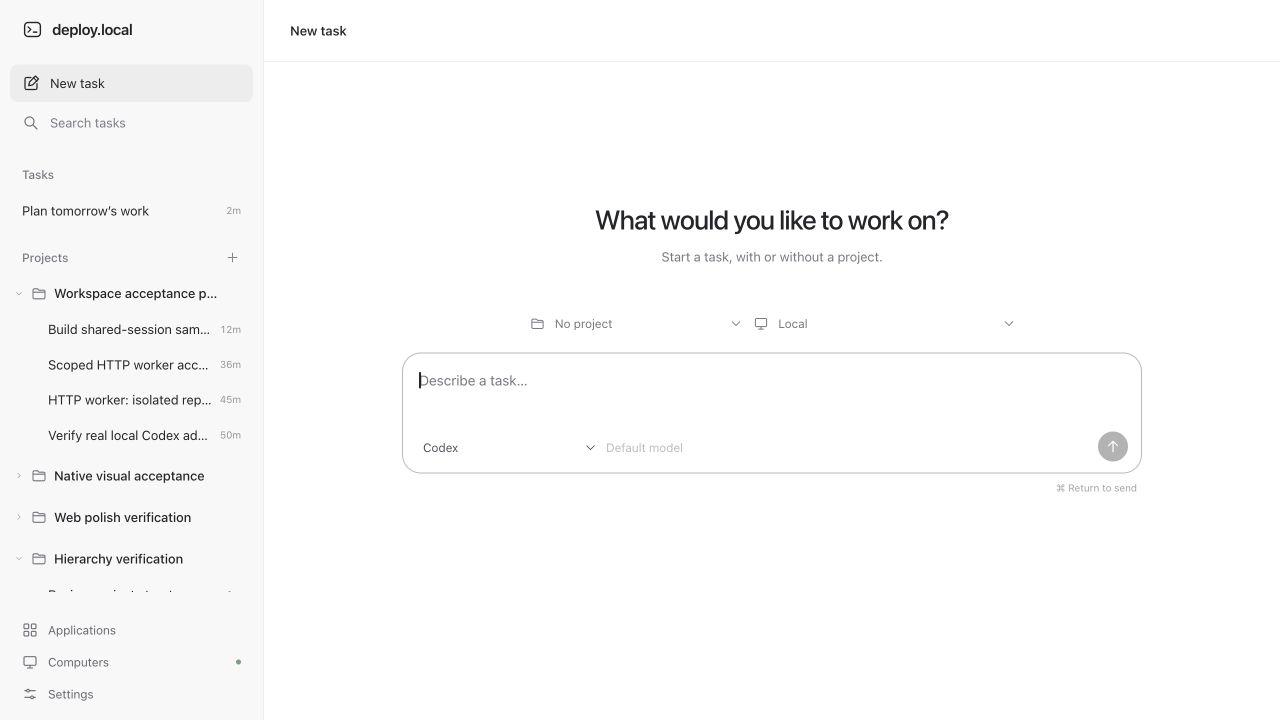 deploy.local
New task
Search tasks
Tasks
Plan tomorrow's work 2m
Projects
Workspace acceptance p...
Build shared-session sam... 12m
Scoped HTTP worker acc... 36m
HTTP worker: isolated rep... 45m
Verify real local Codex ad... 50m
Native visual acceptance
Web polish verification
Hierarchy verification
Applications
Computers
Settings
New task
What would you like to work on?
Start a task, with or without a project.
No project
Local
Describe a task...
Codex
Default model
⌘ Return to send